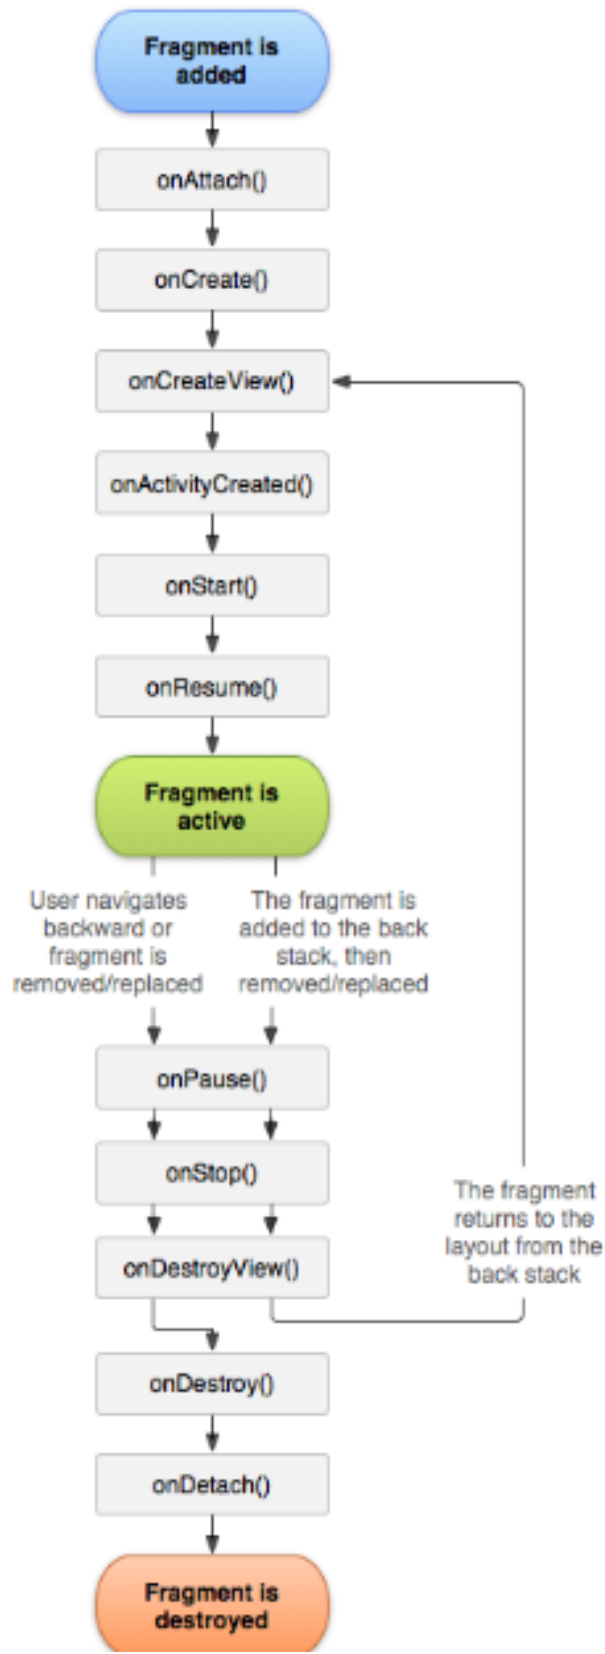 Fragment is
added
onAttach()
onCreate()
onCreateView()
onActivityCreated()
onStart()
onResume()
Fragment is
active
User navigates
backward or
fragment is
removed/replaced
The fragment is
added to the back
stack, then
removed/replaced
onPause()
onStop()
onDestroyView()
The fragment
returns to the
layout from the
back stack
onDestroy()
onDetach()
Fragment is
destroyed